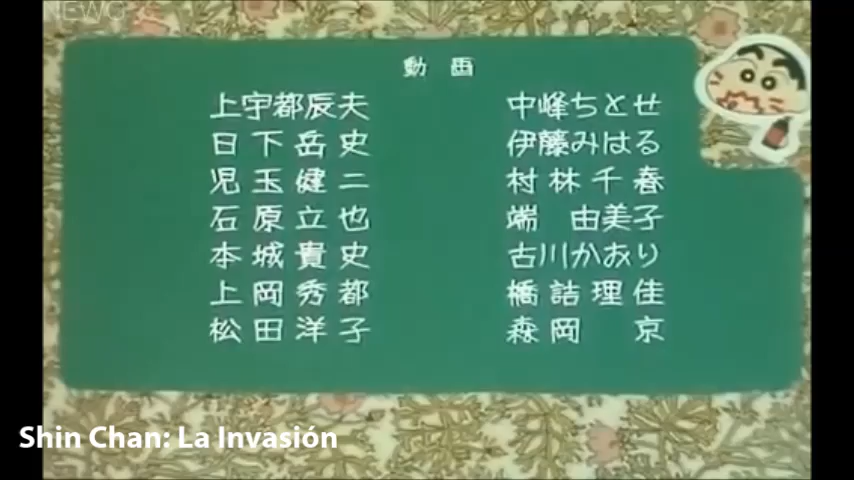 動画
上宇都辰夫 中峰ちとせ
日下岳史 伊藤みはる
児玉健二 村林千春
石原立也 端 由美子
本城貴史 古川かおり
上岡秀都 橋詰理佳
松田洋子 森岡 京
Shin Chan: La Invasión